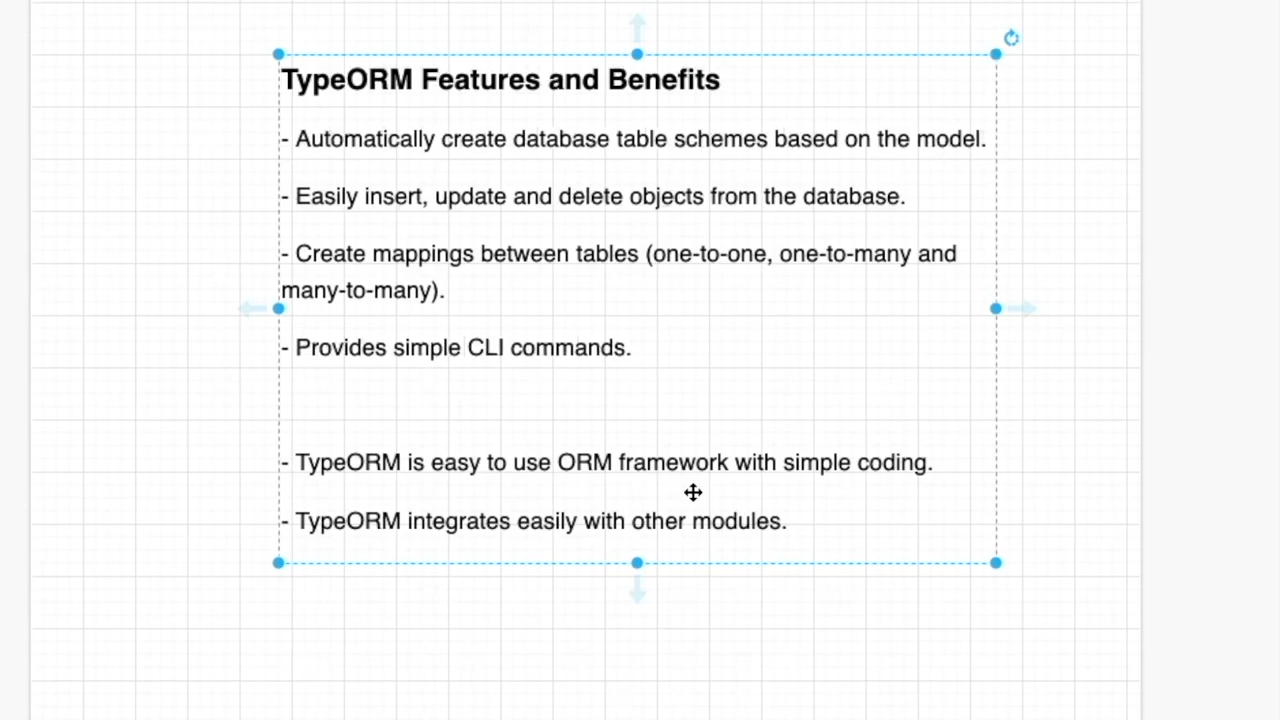 TypeORM Features and Benefits
- Automatically create database table schemes based on the model.
- Easily insert, update and delete objects from the database.
- Create mappings between tables (one-to-one, one-to-many and
many-to-many).
- Provides simple CLI commands.
- TypeORM is easy to use ORM framework with simple coding.
- TypeORM integrates easily with other modules.